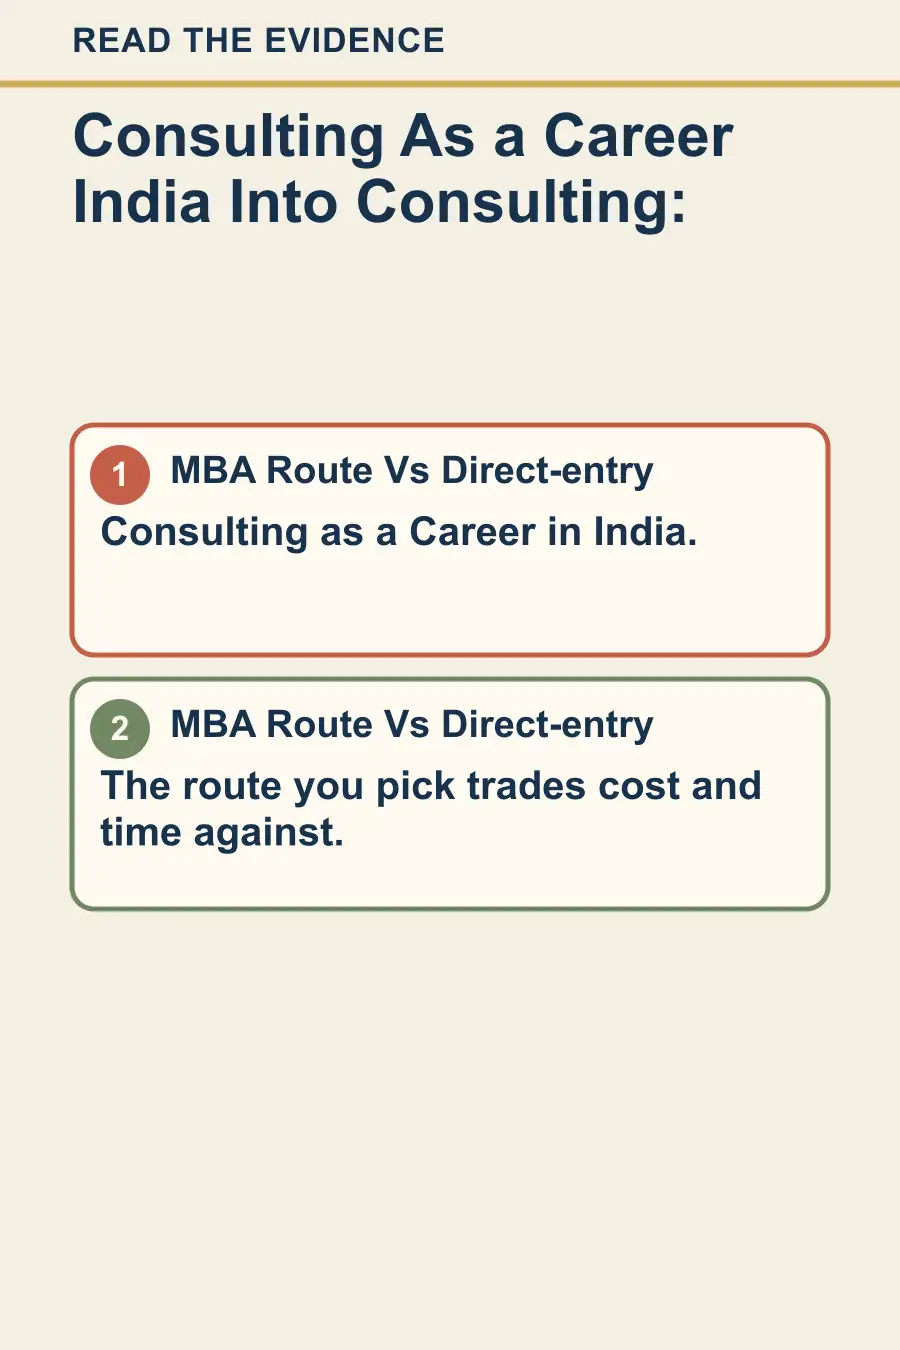 READ THE EVIDENCE
Consulting As a Career
India Into Consulting:
1 MBA Route Vs Direct-entry
Consulting as a Career in India.
2 MBA Route Vs Direct-entry
The route you pick trades cost and
time against.